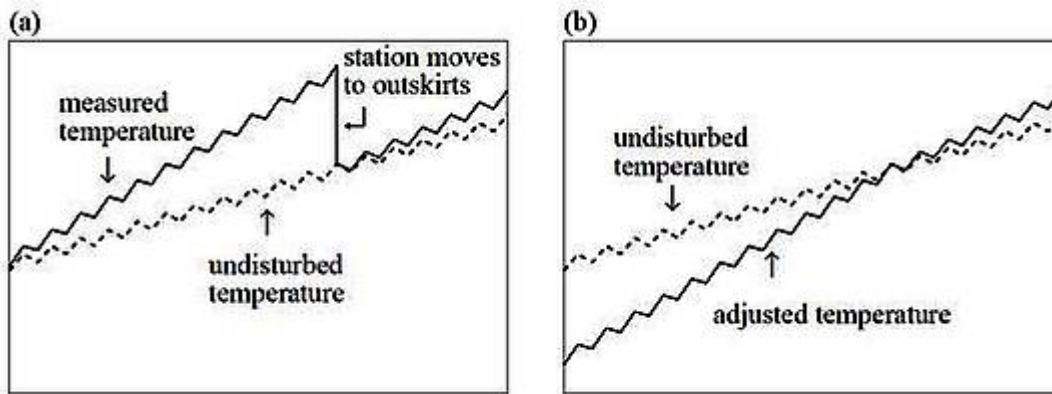 (a)
station moves
to outskirts
measured
temperature
undisturbed
temperature
(b)
undisturbed
temperature
adjusted temperature